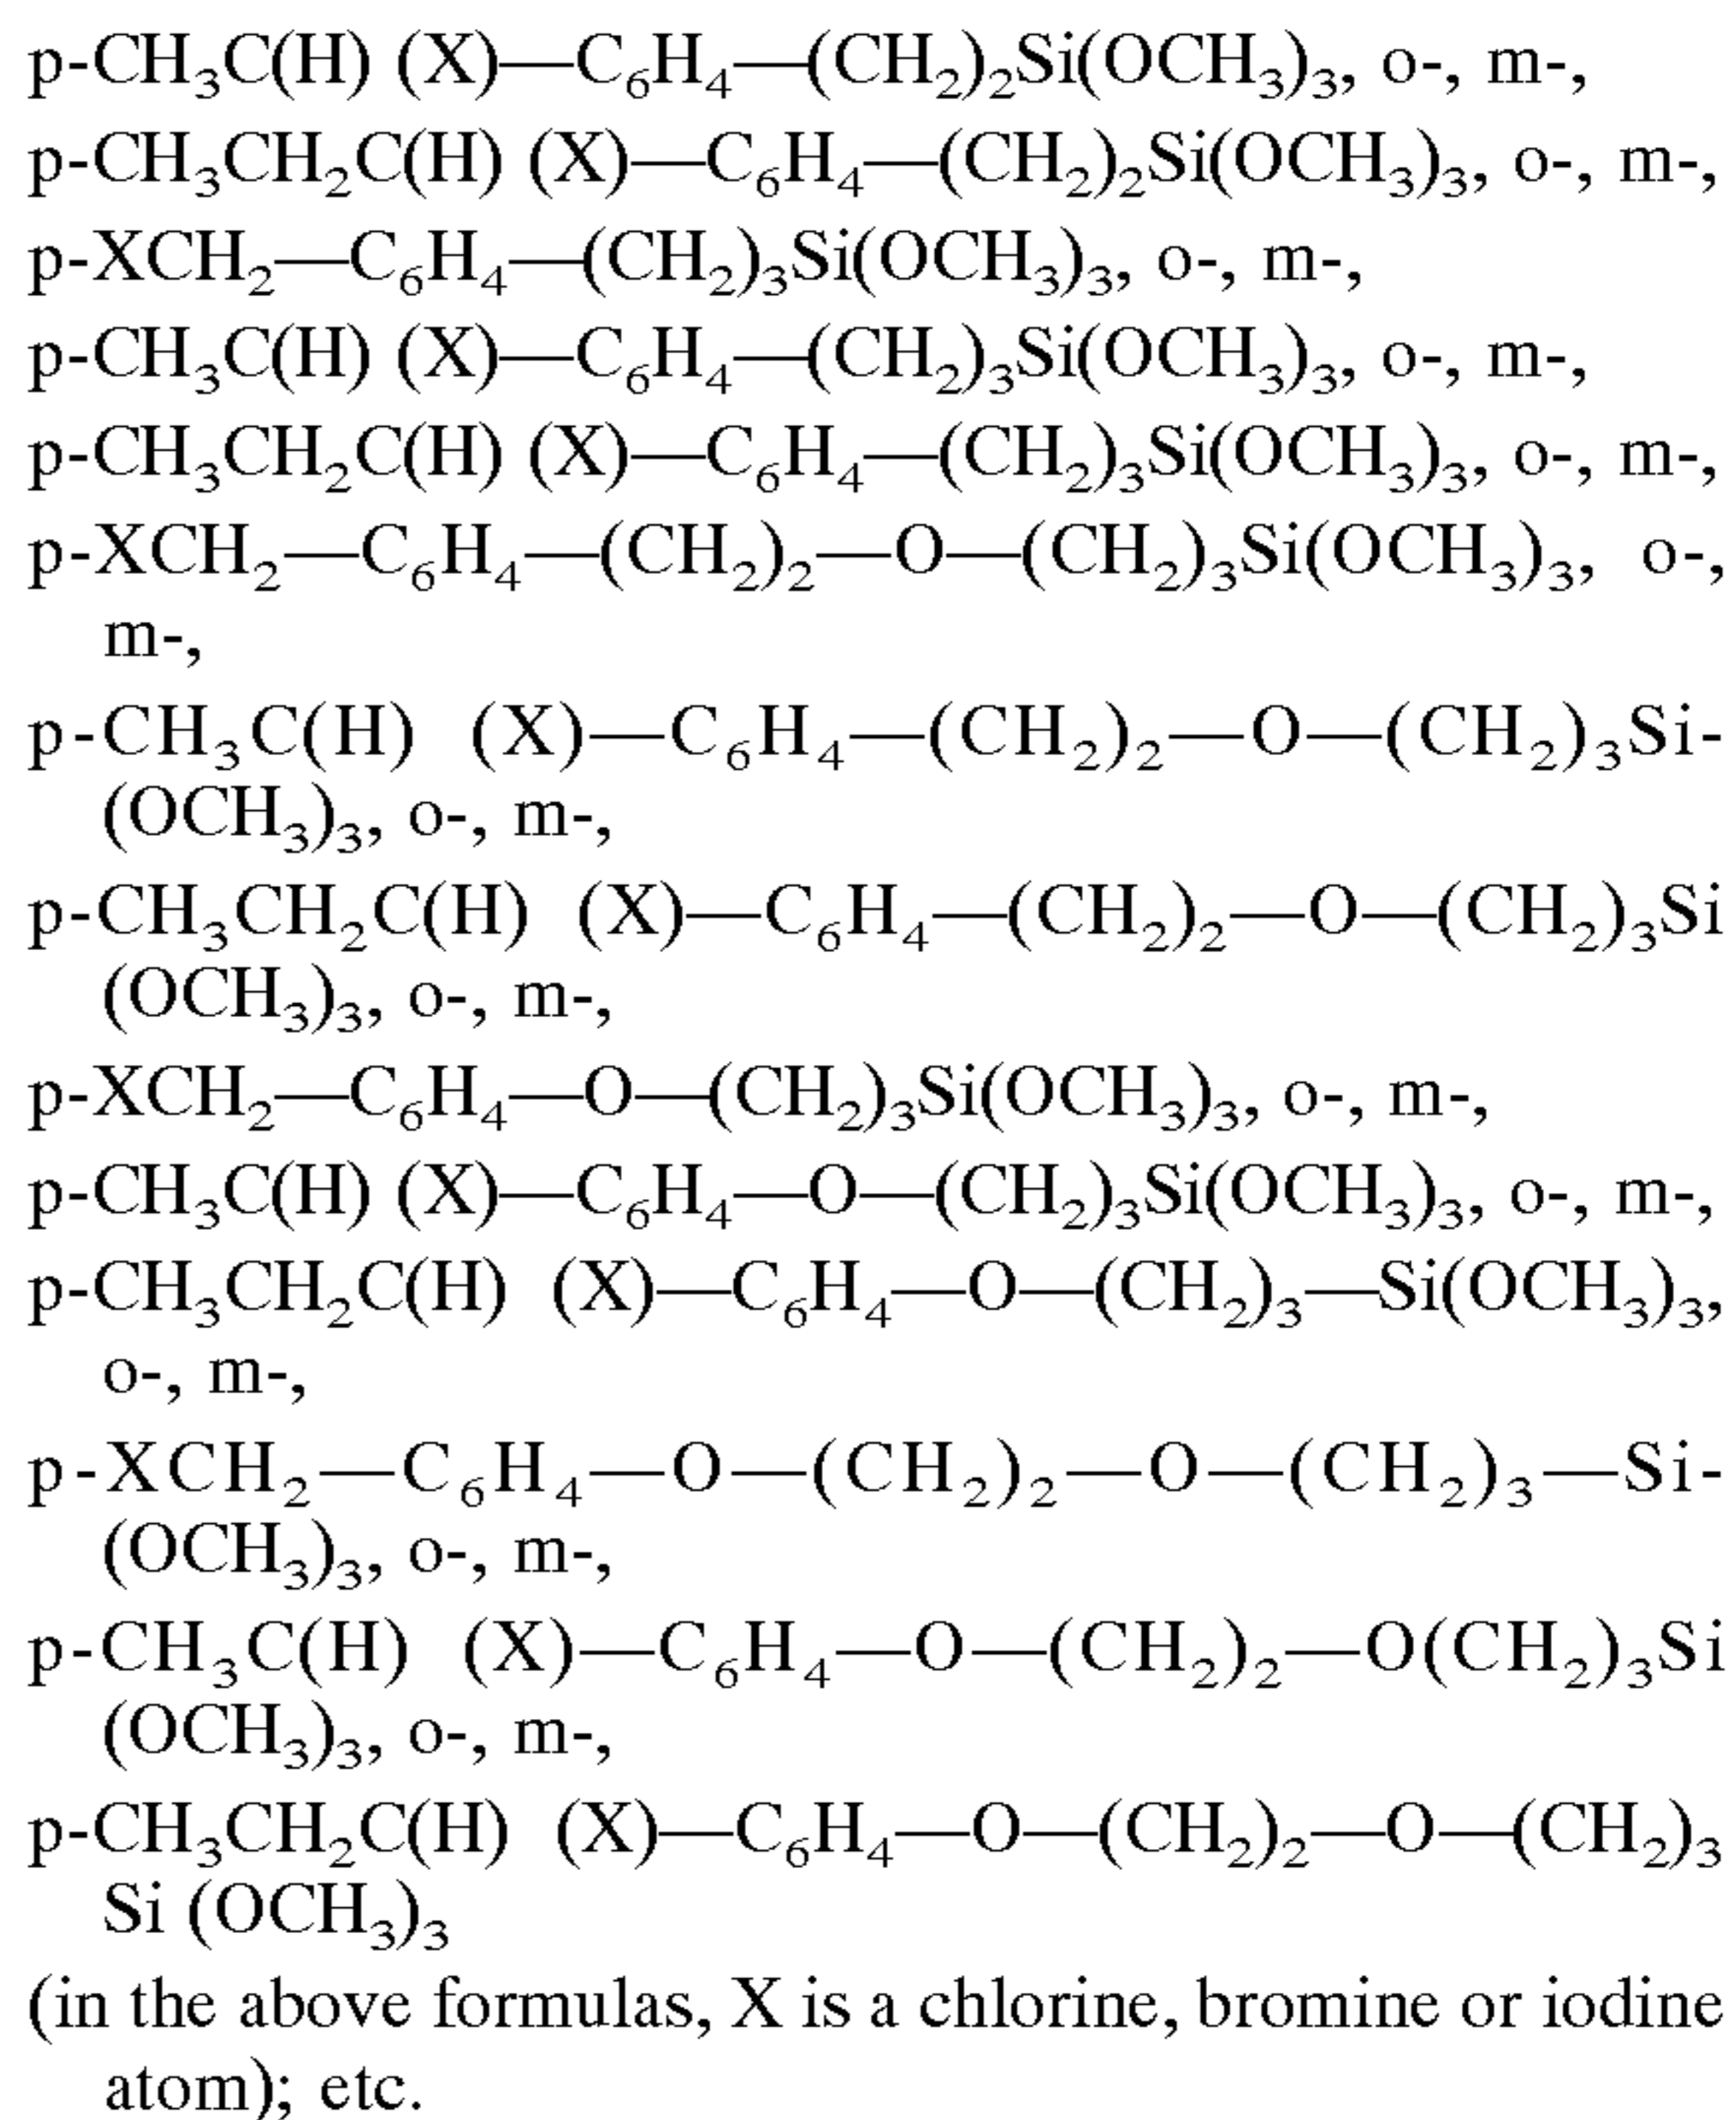 p-CH₃C(H) (X)—C₆H₄—(CH₂)₂Si(OCH₃)₃, o-, m-,
p-CH₃CH₂C(H) (X)—C₆H₄—(CH₂)₂Si(OCH₃)₃, o-, m-,
p-XCH₂—C₆H₄—(CH₂)₃Si(OCH₃)₃, o-, m-,
p-CH₃C(H) (X)—C₆H₄—(CH₂)₃Si(OCH₃)₃, o-, m-,
p-CH₃CH₂C(H) (X)—C₆H₄—(CH₂)₃Si(OCH₃)₃, o-, m-,
p-XCH₂—C₆H₄—(CH₂)₂—O—(CH₂)₃Si(OCH₃)₃, o-,
m-,
p-CH₃C(H) (X)—C₆H₄—(CH₂)₂—O—(CH₂)₃Si-
(OCH₃)₃, o-, m-,
p-CH₃CH₂C(H) (X)—C₆H₄—(CH₂)₂—O—(CH₂)₃Si
(OCH₃)₃, o-, m-,
p-XCH₂—C₆H₄—O—(CH₂)₃Si(OCH₃)₃, o-, m-,
p-CH₃C(H) (X)—C₆H₄—O—(CH₂)₃Si(OCH₃)₃, o-, m-,
p-CH₃CH₂C(H) (X)—C₆H₄—O—(CH₂)₃—Si(OCH₃)₃,
o-, m-,
p-XCH₂—C₆H₄—O—(CH₂)₂—O—(CH₂)₃—Si-
(OCH₃)₃, o-, m-,
p-CH₃C(H) (X)—C₆H₄—O—(CH₂)₂—O(CH₂)₃Si
(OCH₃)₃, o-, m-,
p-CH₃CH₂C(H) (X)—C₆H₄—O—(CH₂)₂—O—(CH₂)₃
Si (OCH₃)₃
(in the above formulas, X is a chlorine, bromine or iodine
atom); etc.